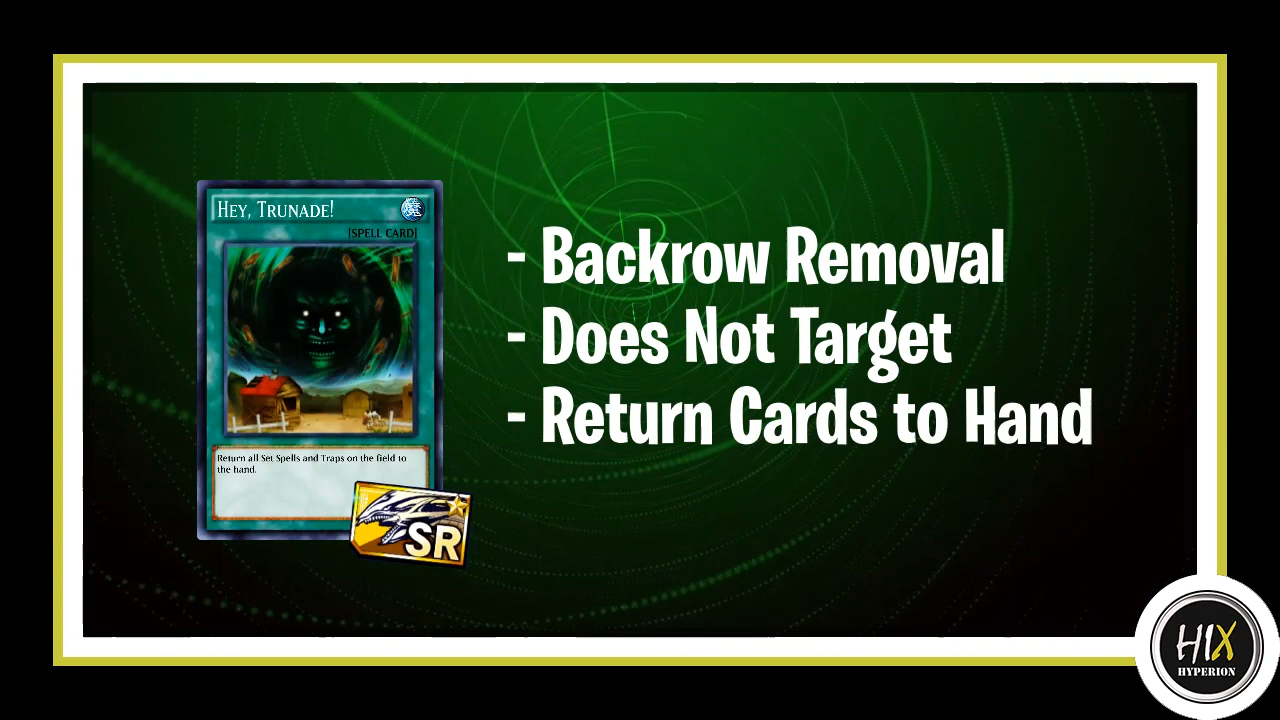 HEY, TRUNADE!
[SPELL CARD]
Return all Set Spells and Traps on the field to
the hand.
SR
- Backrow Removal
- Does Not Target
- Return Cards to Hand
HIX
HYPERION